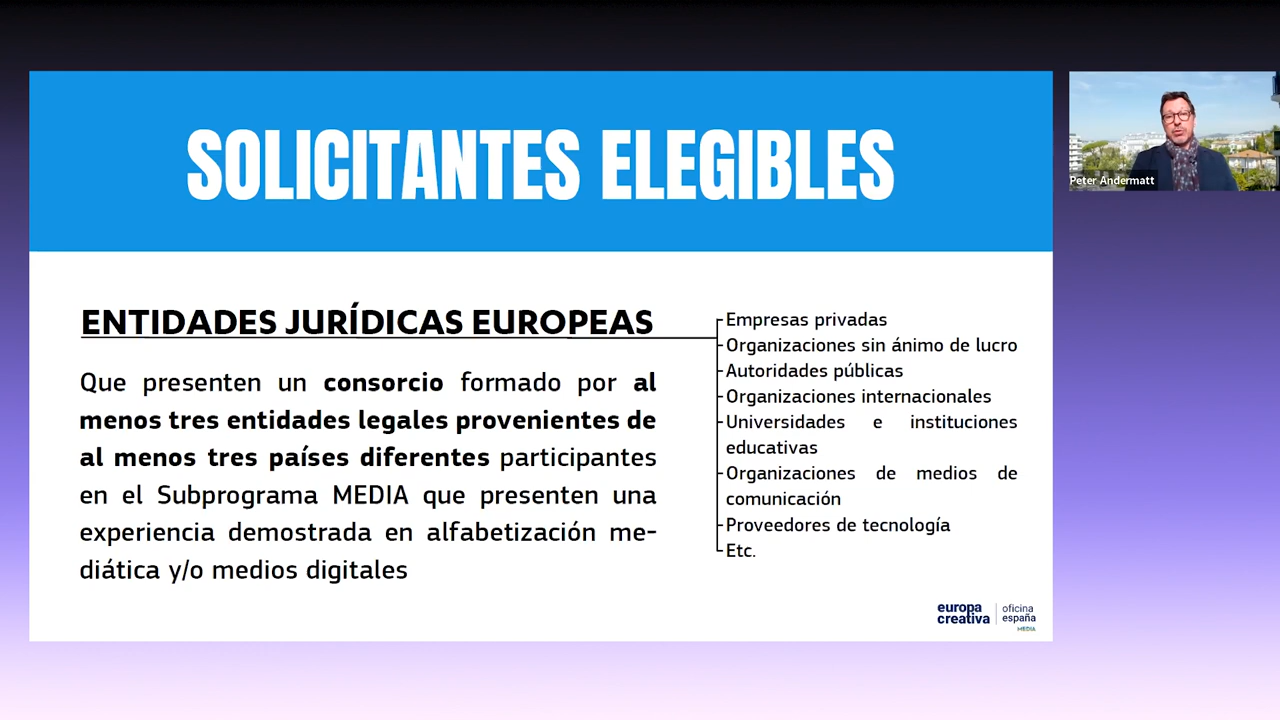 SOLICITANTES ELEGIBLES
Peter Andermatt
ENTIDADES JURÍDICAS EUROPEAS
Que presenten un consorcio formado por al
menos tres entidades legales provenientes de
al menos tres países diferentes participantes
en el Subprograma MEDIA que presenten una
experiencia demostrada en alfabetización me-
diática y/o medios digitales
Empresas privadas
Organizaciones sin ánimo de lucro
Autoridades públicas
Organizaciones internacionales
Universidades e instituciones
educativas
Organizaciones de medios de
comunicación
Proveedores de tecnología
Etc.
europa
creativa
oficina
españa
MEDIA